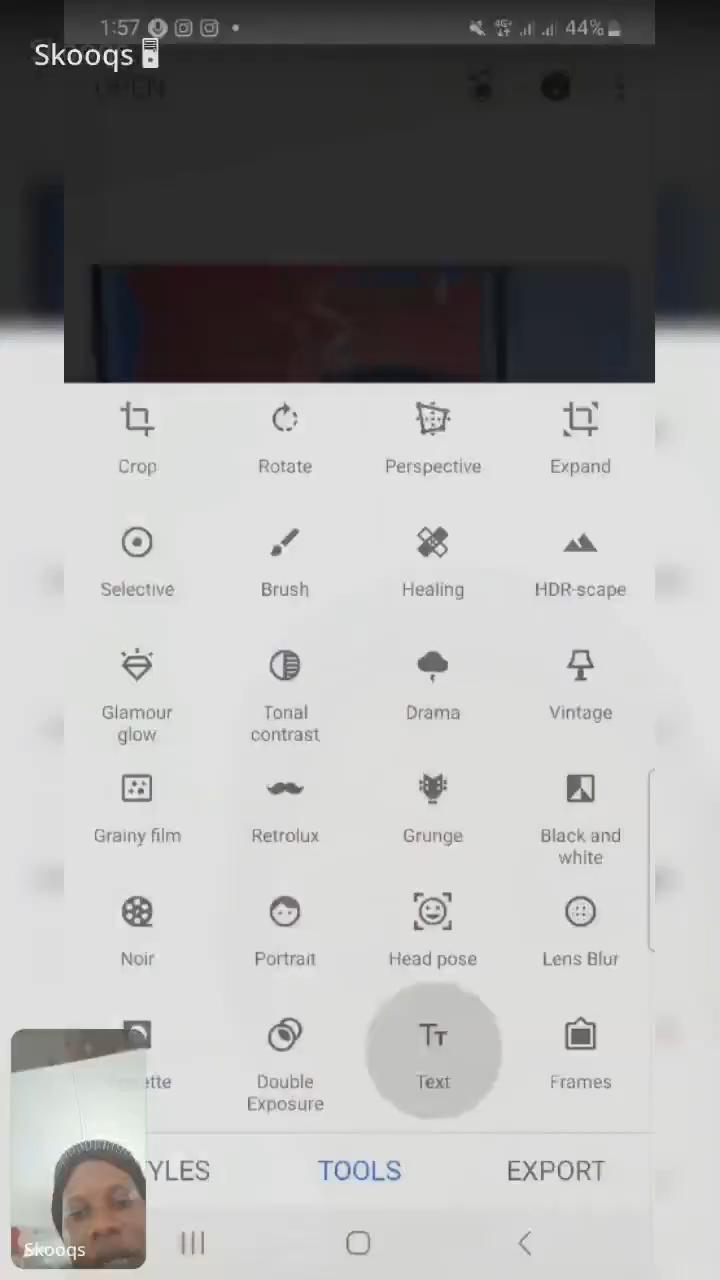 1:57 44%
Skooqs
OPEN
Crop Rotate Perspective Expand
Selective Brush Healing HDR-scape
Glamour glow Tonal contrast Drama Vintage
Grainy film Retrolux Grunge Black and white
Noir Portrait Head pose Lens Blur
ette Double Exposure Text Frames
YLES TOOLS EXPORT
Skooqs